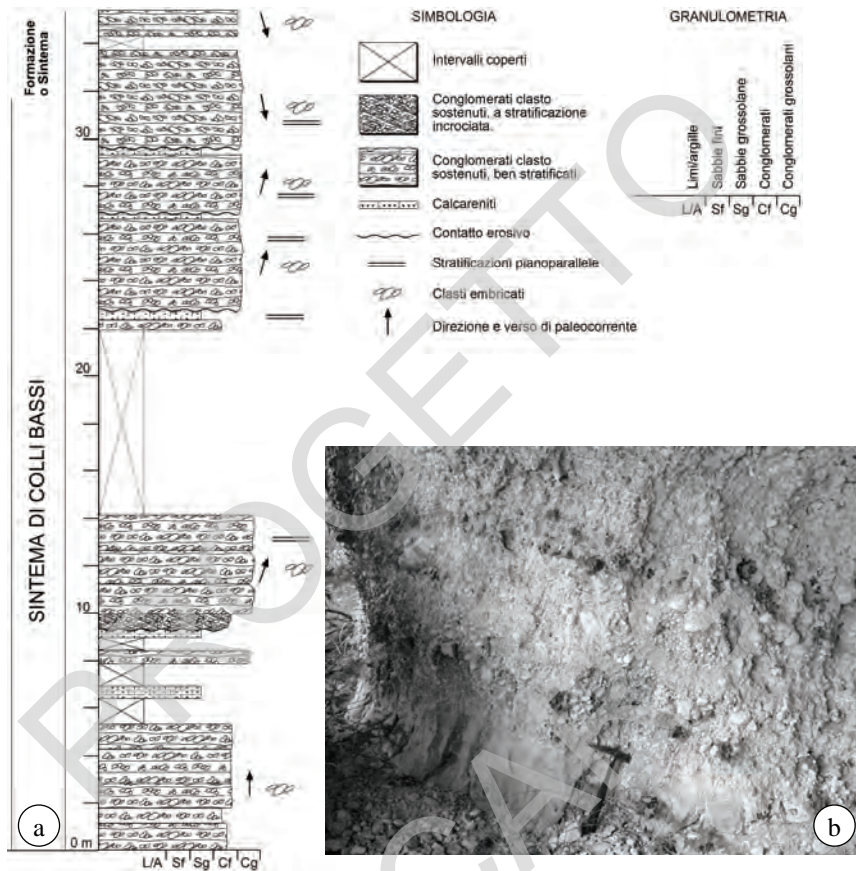 Formazione
o Sintema
SINTEMA DI COLLI BASSI
30
20
10
0 m
L/A Sf Sg Cf Cg
a
SIMBOLOGIA
Intervalli coperti
Conglomerati clasto
sostenuti, a stratificazione
incrociata.
Conglomerati clasto
sostenuti, ben stratificati
Calcareniti
Contatto erosivo
Stratificazioni pianoparallele
Clasti embricati
Direzione e verso di paleocorrente
GRANULOMETRIA
Limi/argille
Sabbie fini
Sabbie grossolane
Conglomerati
Conglomerati grossolani
L/A Sf Sg Cf Cg
b
PROGETTO